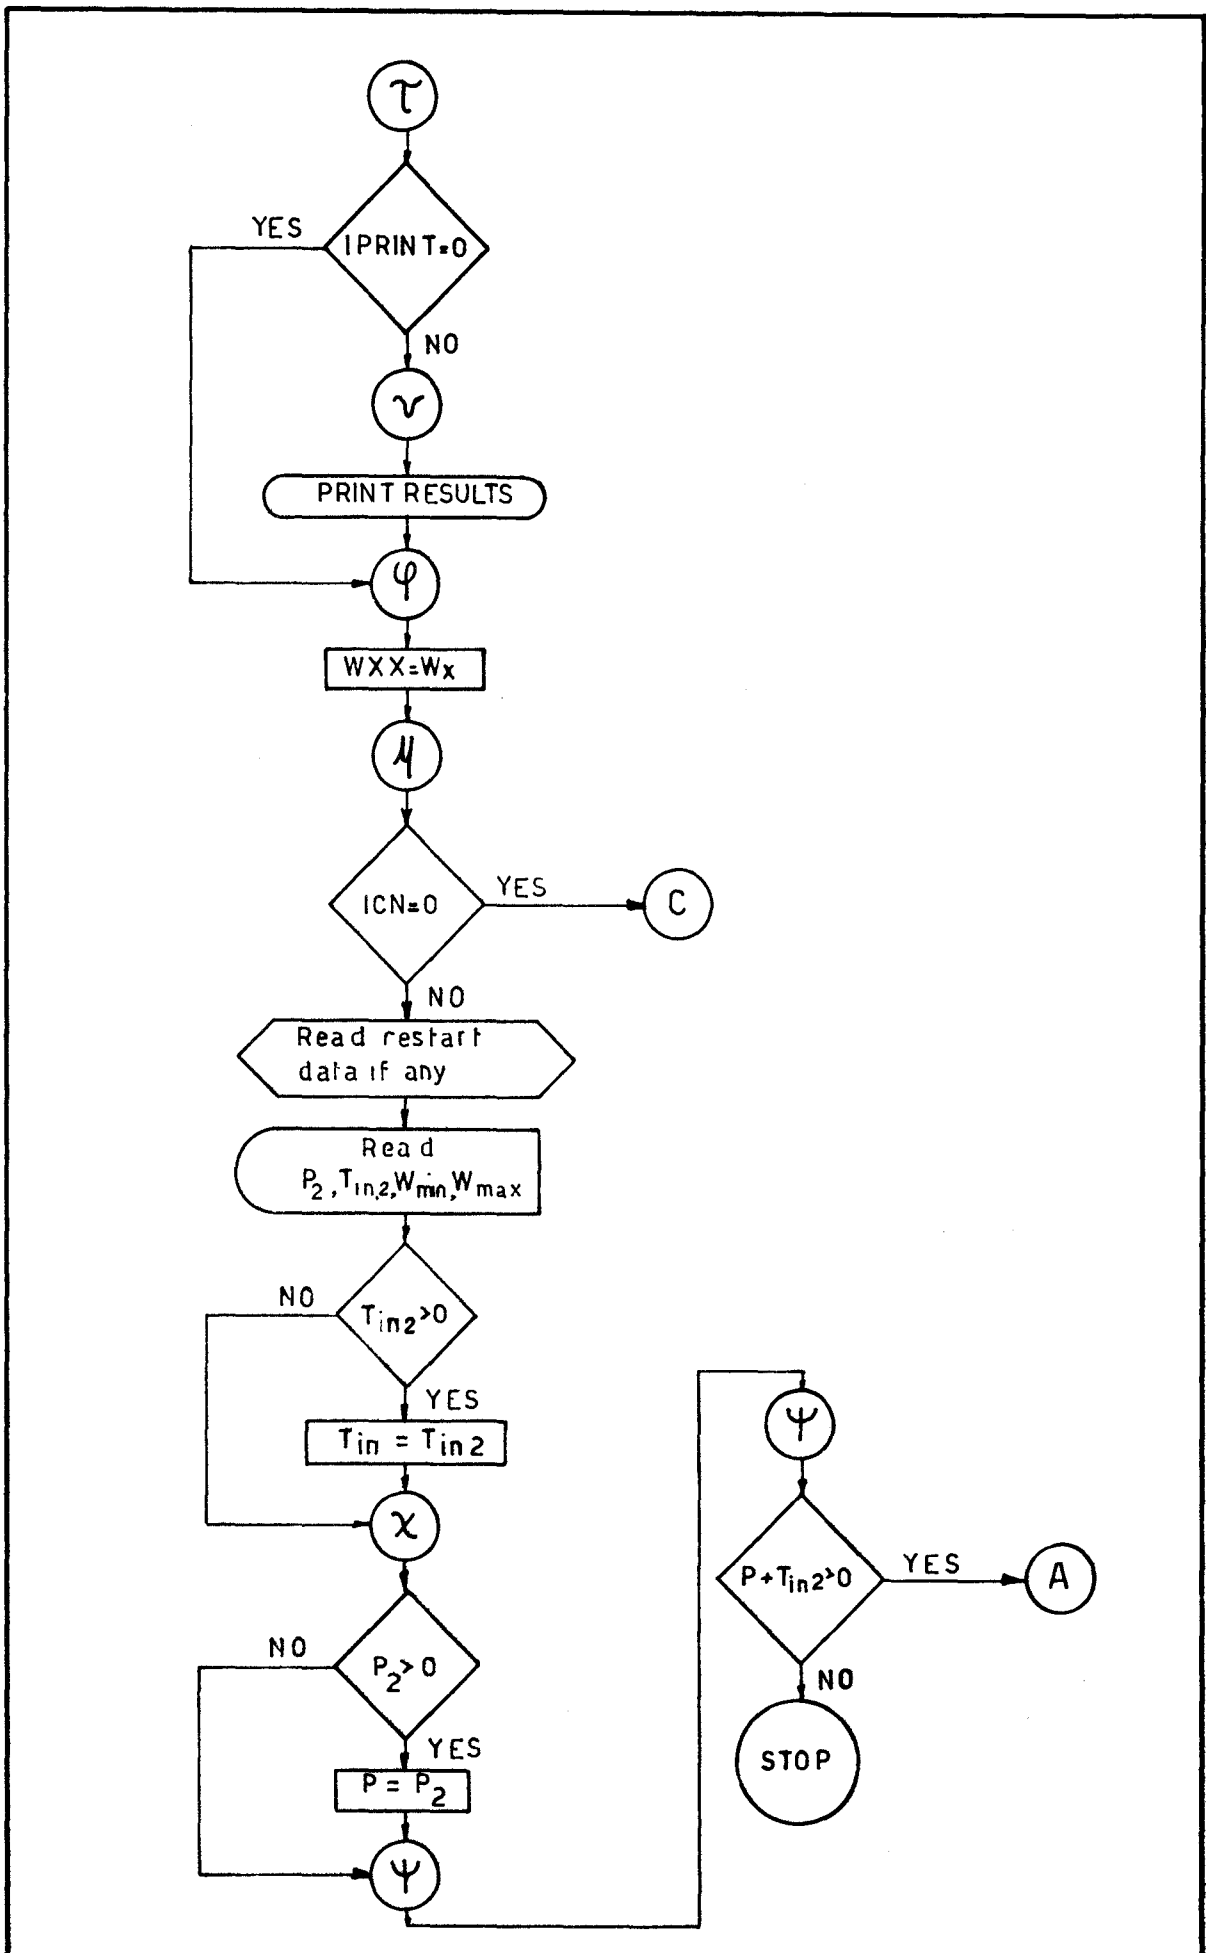 τ
YES
IPRINT=0
NO
ν
PRINT RESULTS
φ
WXX=Wx
μ
ICN=0
YES
C
NO
Read restart
data if any
Read
P2,Tin,2,Wmin,Wmax
NO
Tin2>0
YES
Tin = Tin2
χ
NO
P2>0
YES
P = P2
ψ
ψ
P+Tin2>0
YES
A
NO
STOP